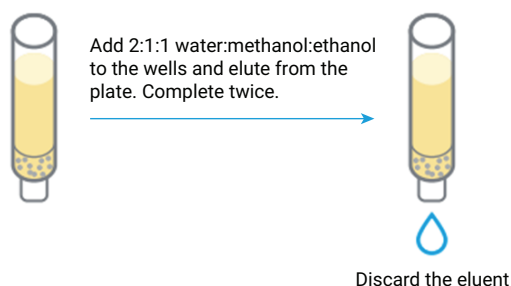 Add 2:1:1 water:methanol:ethanol
to the wells and elute from the
plate. Complete twice.
Discard the eluent